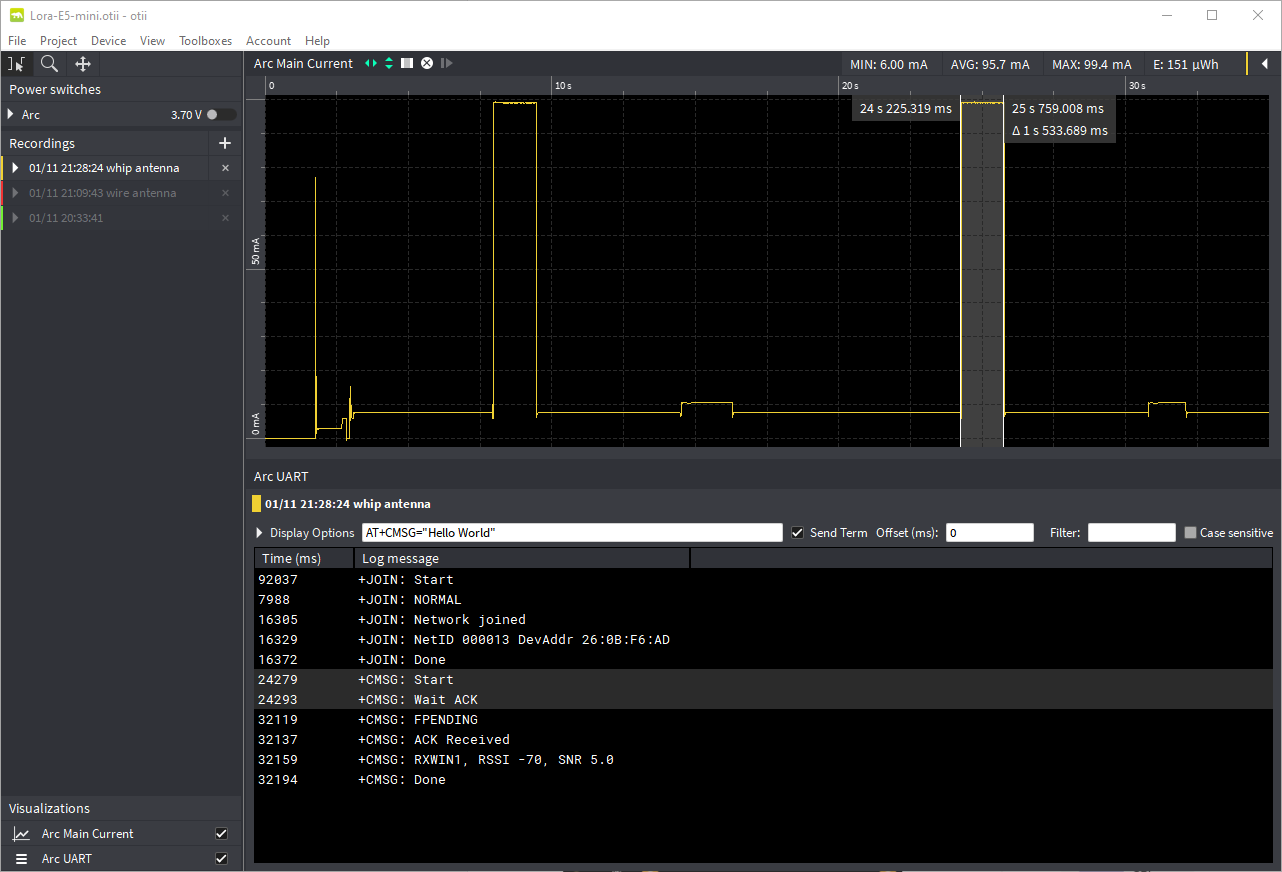 Lora-E5-mini.otii - otii
File Project Device View Toolboxes Account Help
Power switches
Arc 3.70 V
Recordings +
01/11 21:28:24 whip antenna ×
01/11 21:09:43 wire antenna ×
01/11 20:33:41 ×
Visualizations
Arc Main Current
Arc UART
Arc Main Current MIN: 6.00 mA AVG: 95.7 mA MAX: 99.4 mA E: 151 µWh
0 10 s 20 s 30 s
24 s 225.319 ms 25 s 759.008 ms
Δ 1 s 533.689 ms
50 mA
0 mA
Arc UART
01/11 21:28:24 whip antenna
Display Options AT+CMSG="Hello World" Send Term Offset (ms): 0 Filter: Case sensitive
Time (ms) Log message
92037 +JOIN: Start
7988 +JOIN: NORMAL
16305 +JOIN: Network joined
16329 +JOIN: NetID 000013 DevAddr 26:0B:F6:AD
16372 +JOIN: Done
24279 +CMSG: Start
24293 +CMSG: Wait ACK
32119 +CMSG: FPENDING
32137 +CMSG: ACK Received
32159 +CMSG: RXWIN1, RSSI -70, SNR 5.0
32194 +CMSG: Done